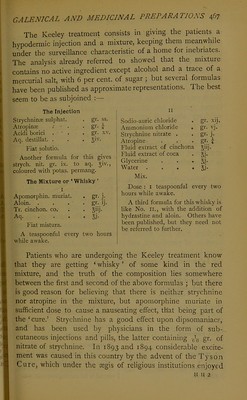 GALENICAL AND MEDICINAL PREPARATIONS 467
The Keeley treatment consists in giving the patients a
hypodermic injection and a mixture, keeping them meanwhile
under the surveillance characteristic of a home for inebriates.
The analysis already referred to showed that the mixture
contains no active ingredient except alcohol and a trace of a
mercurial salt, with 6 per cent. of sugar; but several formulas
have been published as approximate representations. The best
seem to be as subjoined :—
The Injection
Strychninæ sulphat. . gr. ss.
Atropinæ . . gr. ¼
Acidi borici . . gr. xx.
Aq. destillat. . . ℥iv.
Fiat solutio.
Another formula for this gives
strych. nit. gr. ix. to aq. ℥iv.,
coloured with potass. permang.
The Mixture or 'Whisky'
I
Apomorphin. muriat. . gr. j.
Aloin. . . . gr. ij.
Tr. cinchon. co. . ℥iij.
Aq. . . . ℥j.
Fiat mixtura.
A teaspoonful every two hours
while awake.
II
Sodio-auric chloride . gr. xij.
Ammonium chloride . gr. vj.
Strychnine nitrate . gr. j.
Atropine . . gr. ¼
Fluid extract of cinchona ℥iij.
Fluid extract of coca . ℥j.
Glycerine . . ℥j.
Water . . . ℥j.
Mix.
Dose: 1 teaspoonful every two
hours while awake.
A third formula for this whisky is
like No. II., with the addition of
hydrastine and aloin. Others have
been published, but they need not
be referred to further.
Patients who are undergoing the Keeley treatment know
that they are getting 'whisky' of some kind in the red
mixture, and the truth of the composition lies somewhere
between the first and second of the above formulas; but there
is good reason for believing that there is neither strychnine
nor atropine in the mixture, but apomorphine muriate in
sufficient dose to cause a nauseating effect, that being part of
the 'cure.' Strychnine has a good effect upon dipsomaniacs,
and has been used by physicians in the form of sub-
cutaneous injections and pills, the latter containing gr. of
nitrate of strychnine. In 1893 and 1894 considerable excite-
ment was caused in this country by the advent of the Tyson
Cure, which under the ægis of religious institutions enjoyed
H H 2